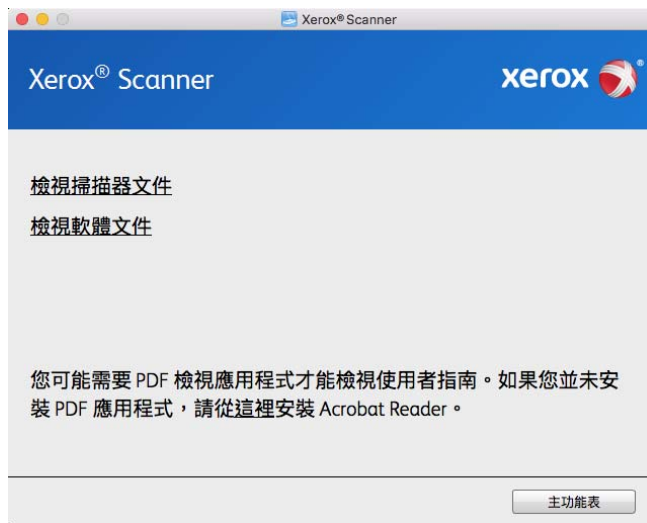 Xerox® Scanner
Xerox® Scanner
xerox
檢視掃描器文件
檢視軟體文件
您可能需要 PDF 檢視應用程式才能檢視使用者指南。如果您並未安
裝 PDF 應用程式，請從這裡安裝 Acrobat Reader。
主功能表